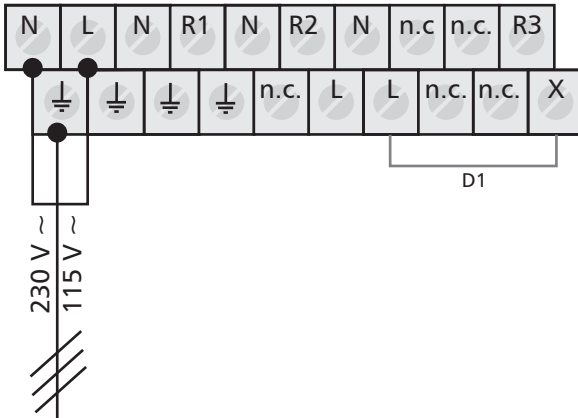 N L N R1 N R2 N n.c n.c. R3
n.c. L L n.c. n.c. X
D1
230 V ~
115 V ~